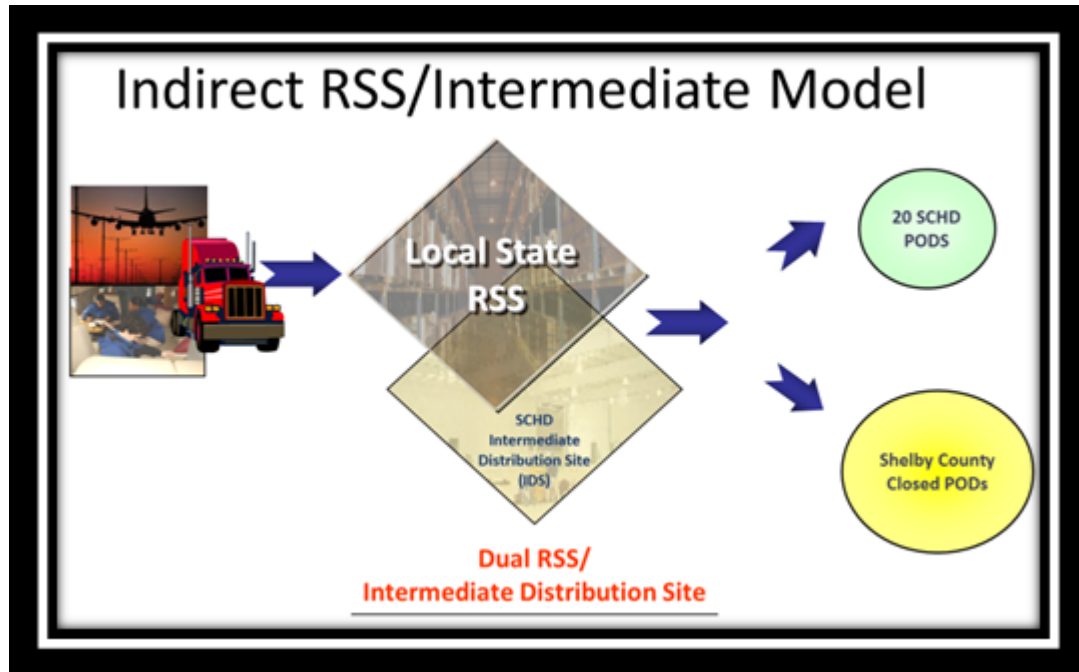 Indirect RSS/Intermediate Model
Local State
RSS
SCHD
Intermediate
Distribution Site
(IDS)
20 SCHD
PODS
Shelby County
Closed PODs
Dual RSS/
Intermediate Distribution Site